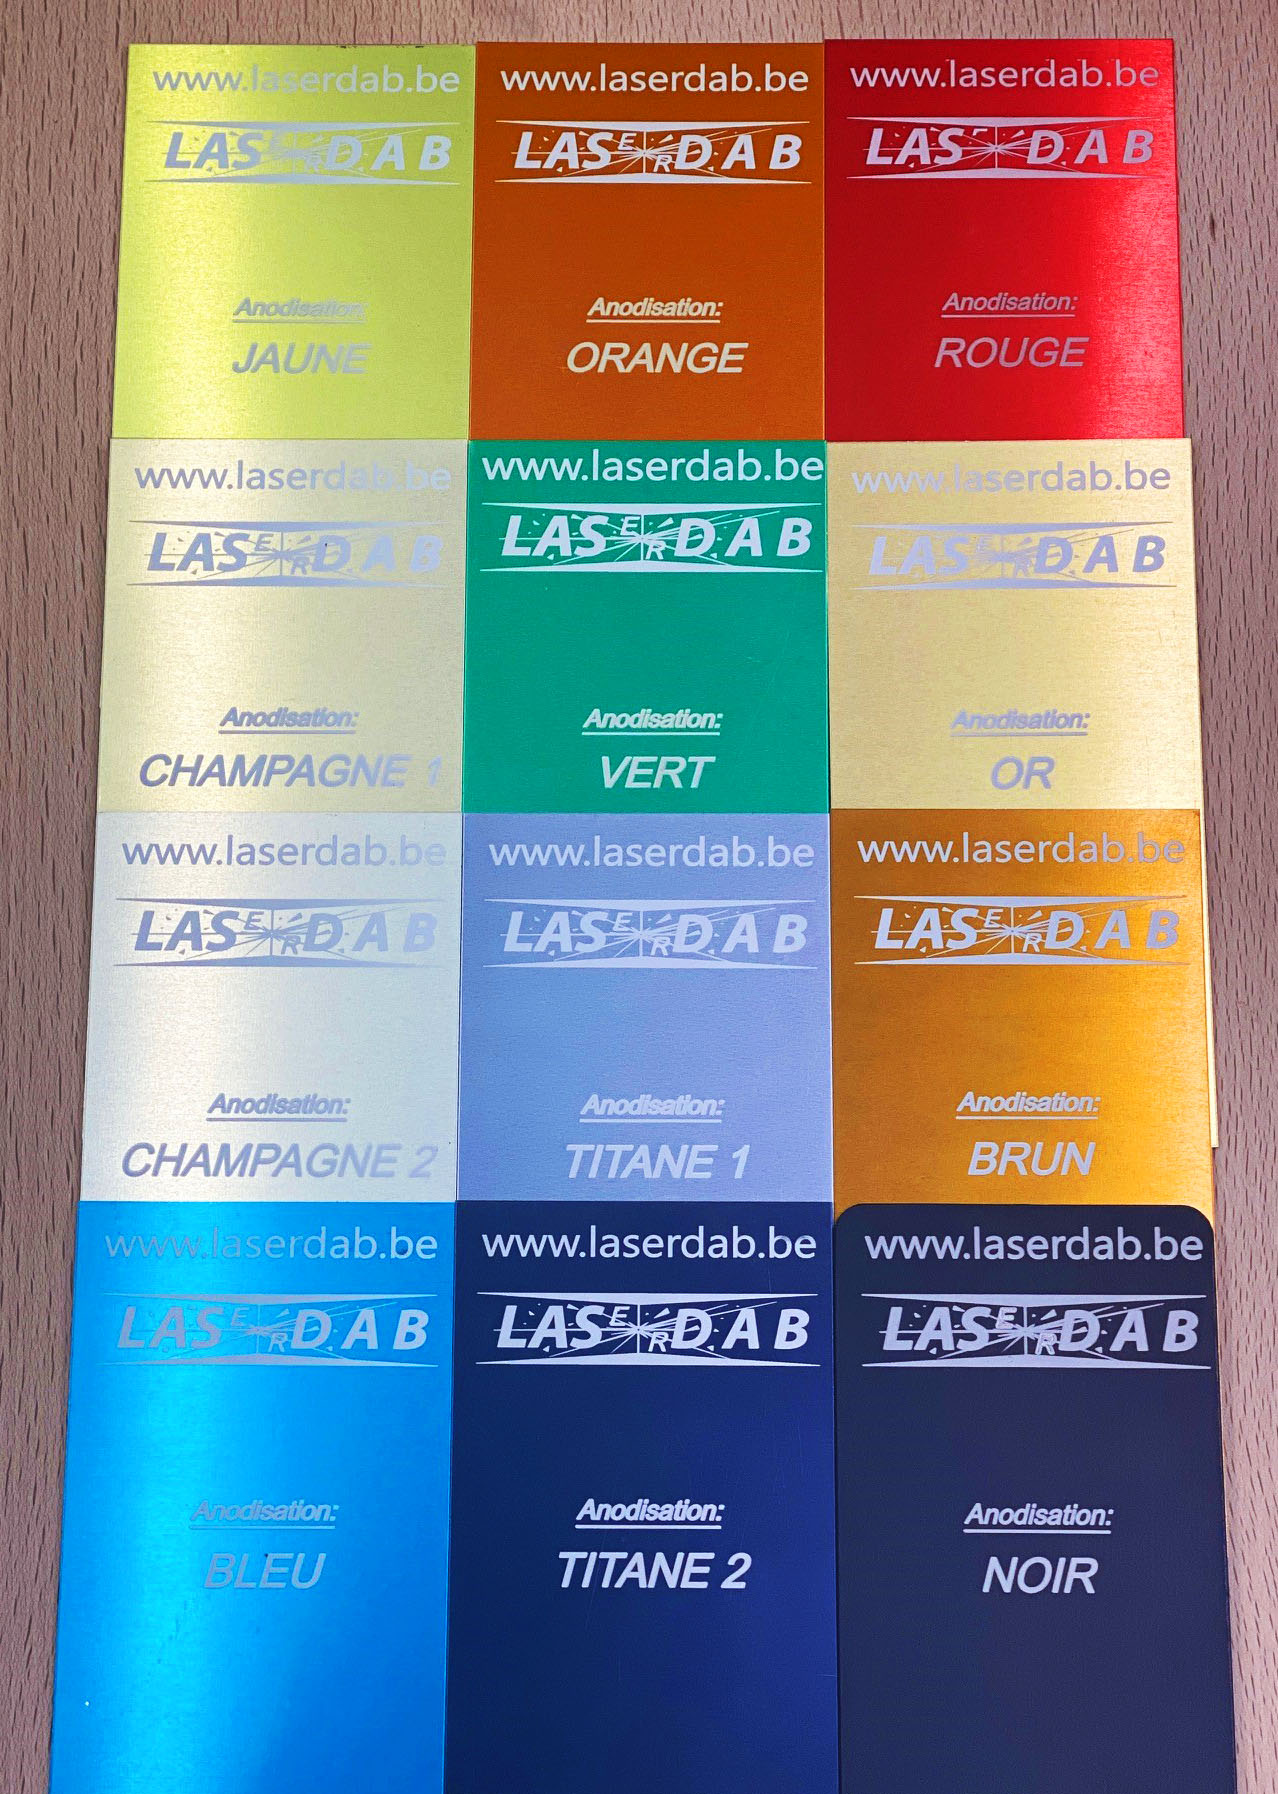 www.laserdab.be
LASERDAB
Anodisation:
JAUNE
www.laserdab.be
LASERDAB
Anodisation:
ORANGE
www.laserdab.be
LASERDAB
Anodisation:
ROUGE
www.laserdab.be
LASERDAB
Anodisation:
CHAMPAGNE 1
www.laserdab.be
LASERDAB
Anodisation:
VERT
www.laserdab.be
LASERDAB
Anodisation:
OR
www.laserdab.be
LASERDAB
Anodisation:
CHAMPAGNE 2
www.laserdab.be
LASERDAB
Anodisation:
TITANE 1
www.laserdab.be
LASERDAB
Anodisation:
BRUN
www.laserdab.be
LASERDAB
Anodisation:
BLEU
www.laserdab.be
LASERDAB
Anodisation:
TITANE 2
www.laserdab.be
LASERDAB
Anodisation:
NOIR